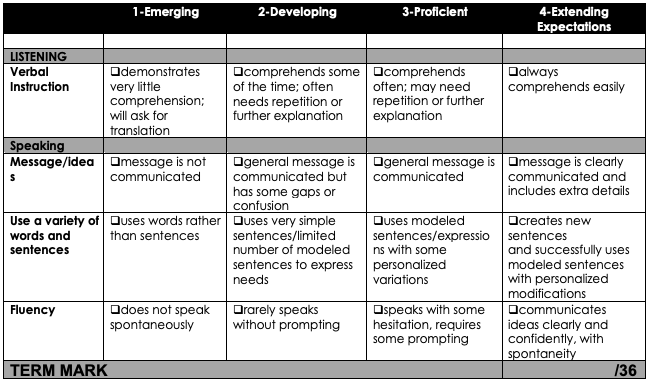 1-Emerging 2-Developing 3-Proficient 4-Extending
Expectations
LISTENING
Verbal
Instruction
❑demonstrates
very little
comprehension;
will ask for
translation
❑comprehends some
of the time; often
needs repetition or
further explanation
❑comprehends
often; may need
repetition or further
explanation
❑always
comprehends easily
Speaking
Message/idea
s
❑message is not
communicated
❑general message is
communicated but
has some gaps or
confusion
❑general message is
communicated
❑message is clearly
communicated and
includes extra details
Use a variety of
words and
sentences
❑uses words rather
than sentences
❑uses very simple
sentences/limited
number of modeled
sentences to express
needs
❑uses modeled
sentences/expressio
ns with some
personalized
variations
❑creates new
sentences
and successfully uses
modeled sentences
with personalized
modifications
Fluency
❑does not speak
spontaneously
❑rarely speaks
without prompting
❑speaks with some
hesitation, requires
some prompting
❑communicates
ideas clearly and
confidently, with
spontaneity
TERM MARK /36